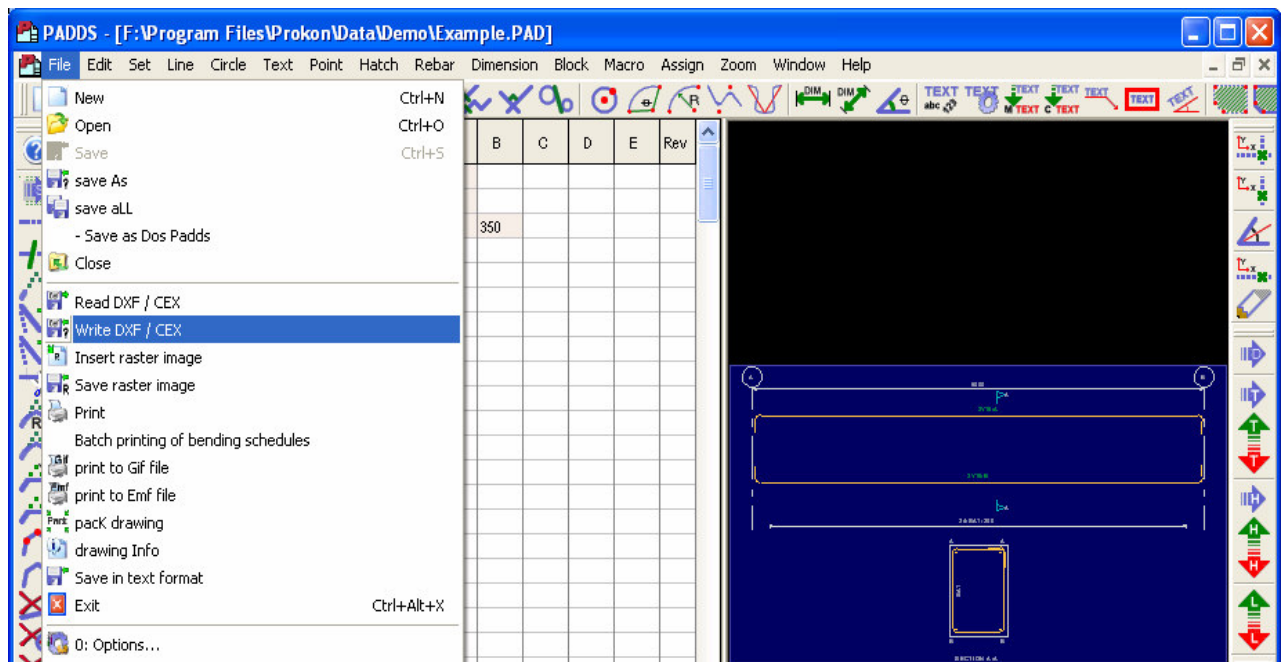 PADDS - [F:\Program Files\Prokon\Data\Demo\Example.PAD]
File Edit Set Line Circle Text Point Hatch Rebar Dimension Block Macro Assign Zoom Window Help
New Ctrl+N
Open Ctrl+O
Save Ctrl+S
save As
save aLL
- Save as Dos Padds
Close
Read DXF / CEX
Write DXF / CEX
Insert raster image
Save raster image
Print
Batch printing of bending schedules
print to Gif file
print to Emf file
pacK drawing
drawing Info
Save in text format
Exit Ctrl+Alt+X
0: Options...
DIM DIM TEXT abc TEXT TEXT M TEXT TEXT C TEXT TEXT TEXT TEXT
B C D E Rev
350
A B
SECTION A-A